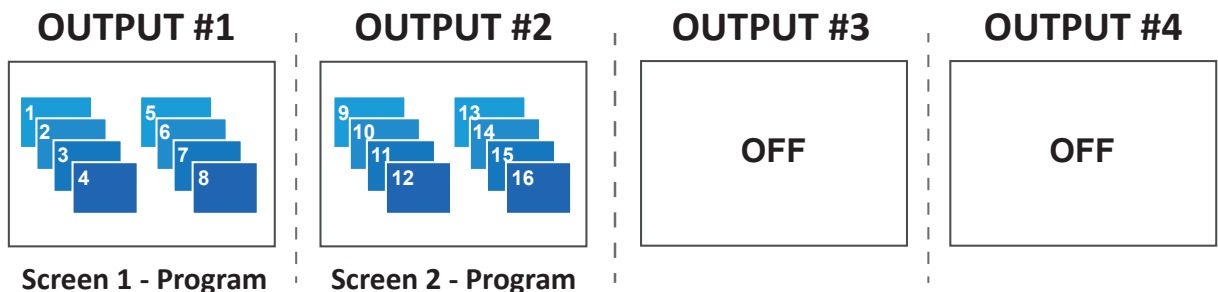 OUTPUT #1
OUTPUT #2
OUTPUT #3
OUTPUT #4
1
2
3
4
5
6
7
8
9
10
11
12
13
14
15
16
OFF
OFF
Screen 1 - Program
Screen 2 - Program